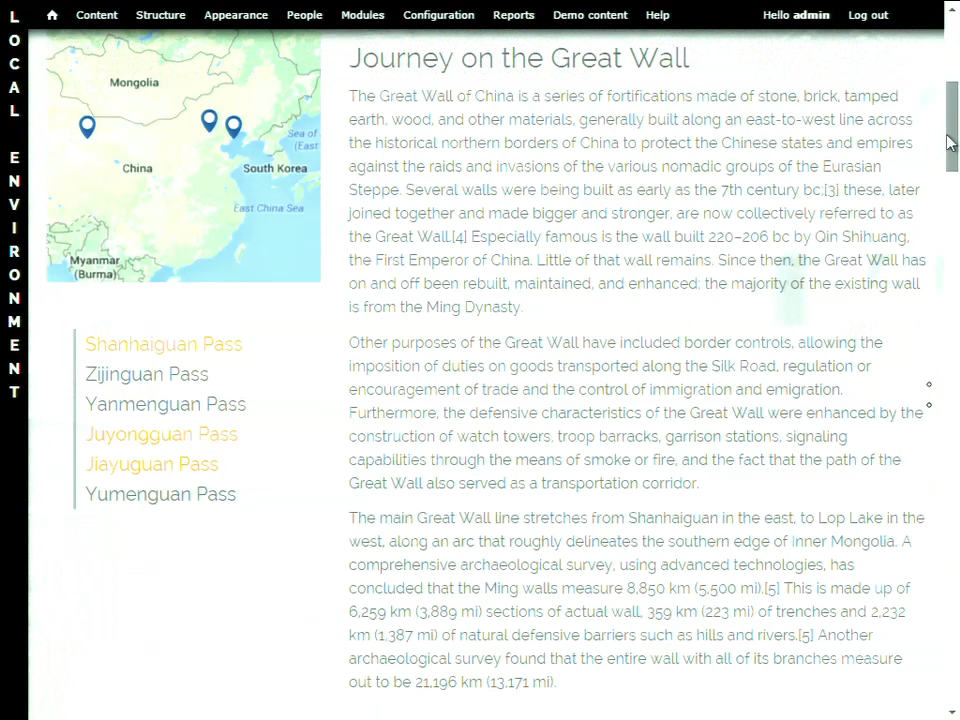 Content Structure Appearance People Modules Configuration Reports Demo content Help Hello admin Log out
LOCAL ENVIRONMENT
Mongolia
China
South Korea
Sea of
(East
East China Sea
Myanmar
(Burma)
Shanhaiguan Pass
Zijinguan Pass
Yanmenguan Pass
Juyongguan Pass
Jiayuguan Pass
Yumenguan Pass
Journey on the Great Wall
The Great Wall of China is a series of fortifications made of stone, brick, tamped
earth, wood, and other materials, generally built along an east-to-west line across
the historical northern borders of China to protect the Chinese states and empires
against the raids and invasions of the various nomadic groups of the Eurasian
Steppe. Several walls were being built as early as the 7th century bc;[3] these, later
joined together and made bigger and stronger, are now collectively referred to as
the Great Wall.[4] Especially famous is the wall built 220–206 bc by Qin Shihuang,
the First Emperor of China. Little of that wall remains. Since then, the Great Wall has
on and off been rebuilt, maintained, and enhanced; the majority of the existing wall
is from the Ming Dynasty.
Other purposes of the Great Wall have included border controls, allowing the
imposition of duties on goods transported along the Silk Road, regulation or
encouragement of trade and the control of immigration and emigration.
Furthermore, the defensive characteristics of the Great Wall were enhanced by the
construction of watch towers, troop barracks, garrison stations, signaling
capabilities through the means of smoke or fire, and the fact that the path of the
Great Wall also served as a transportation corridor.
The main Great Wall line stretches from Shanhaiguan in the east, to Lop Lake in the
west, along an arc that roughly delineates the southern edge of Inner Mongolia. A
comprehensive archaeological survey, using advanced technologies, has
concluded that the Ming walls measure 8,850 km (5,500 mi).[5] This is made up of
6,259 km (3,889 mi) sections of actual wall, 359 km (223 mi) of trenches and 2,232
km (1,387 mi) of natural defensive barriers such as hills and rivers.[5] Another
archaeological survey found that the entire wall with all of its branches measure
out to be 21,196 km (13,171 mi).